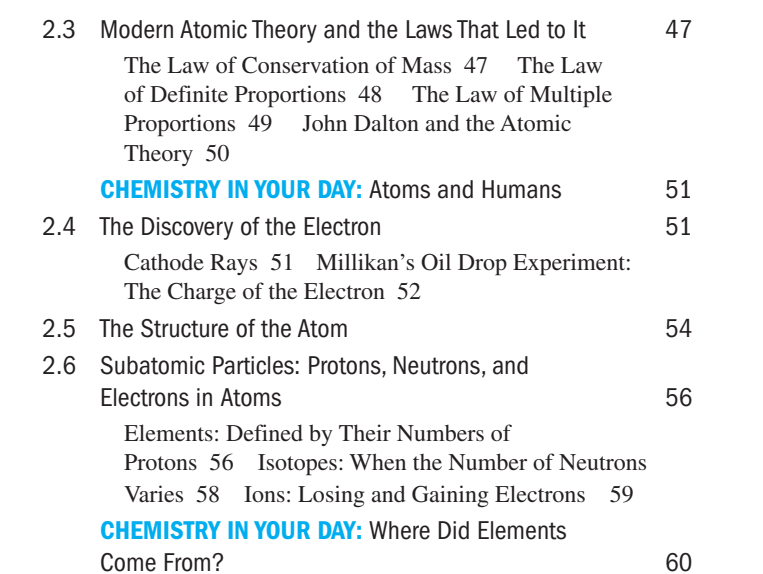 2.3 Modern Atomic Theory and the Laws That Led to It 47
The Law of Conservation of Mass 47 The Law
of Definite Proportions 48 The Law of Multiple
Proportions 49 John Dalton and the Atomic
Theory 50
CHEMISTRY IN YOUR DAY: Atoms and Humans 51
2.4 The Discovery of the Electron 51
Cathode Rays 51 Millikan’s Oil Drop Experiment:
The Charge of the Electron 52
2.5 The Structure of the Atom 54
2.6 Subatomic Particles: Protons, Neutrons, and
Electrons in Atoms 56
Elements: Defined by Their Numbers of
Protons 56 Isotopes: When the Number of Neutrons
Varies 58 Ions: Losing and Gaining Electrons 59
CHEMISTRY IN YOUR DAY: Where Did Elements
Come From? 60